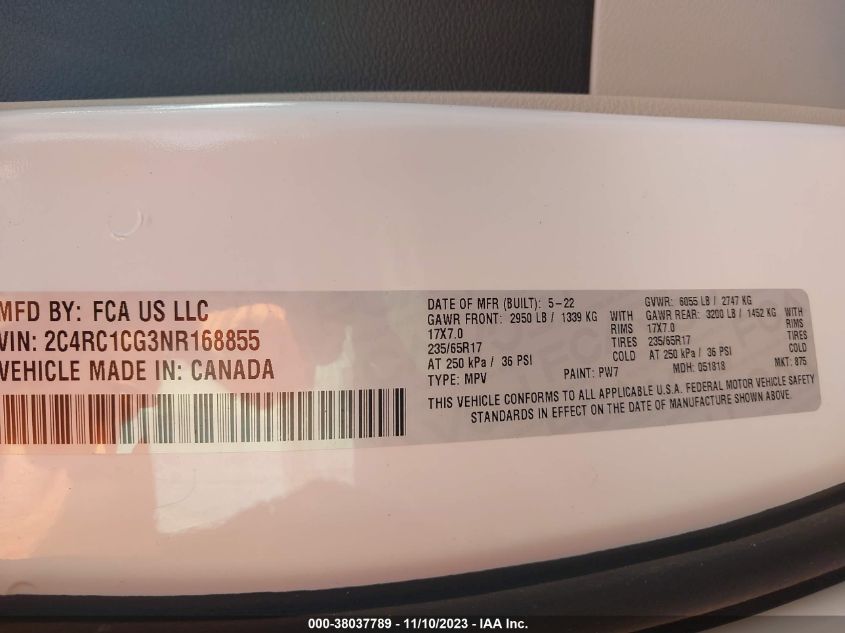 MFD BY: FCA US LLC
VIN: 2C4RC1CG3NR168855
VEHICLE MADE IN: CANADA
DATE OF MFR (BUILT): 5-22 GVWR: 6055 LB / 2747 KG
GAWR FRONT: 2950 LB / 1339 KG WITH GAWR REAR: 3200 LB / 1452 KG WITH
17X7.0 RIMS 17X7.0 RIMS
235/65R17 TIRES 235/65R17 TIRES
AT 250 kPa / 36 PSI COLD AT 250 kPa / 36 PSI COLD
TYPE: MPV PAINT: PW7 MDH: 051818 MKT: 875
THIS VEHICLE CONFORMS TO ALL APPLICABLE U.S.A. FEDERAL MOTOR VEHICLE SAFETY
STANDARDS IN EFFECT ON THE DATE OF MANUFACTURE SHOWN ABOVE.
000-38037789 - 11/10/2023 - IAA Inc.